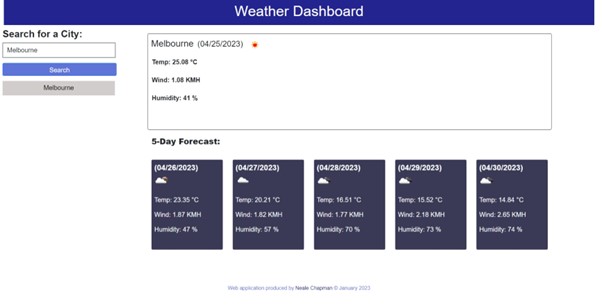 Weather Dashboard
Search for a City:
Melbourne
Search
Melbourne
Melbourne (04/25/2023)
Temp: 25.08 °C
Wind: 1.08 KMH
Humidity: 41 %
5-Day Forecast:
(04/26/2023)
Temp: 23.35 °C
Wind: 1.87 KMH
Humidity: 47 %
(04/27/2023)
Temp: 20.21 °C
Wind: 1.82 KMH
Humidity: 57 %
(04/28/2023)
Temp: 16.51 °C
Wind: 1.77 KMH
Humidity: 70 %
(04/29/2023)
Temp: 15.52 °C
Wind: 2.18 KMH
Humidity: 73 %
(04/30/2023)
Temp: 14.84 °C
Wind: 2.65 KMH
Humidity: 74 %
Web application produced by Neale Chapman © January 2023